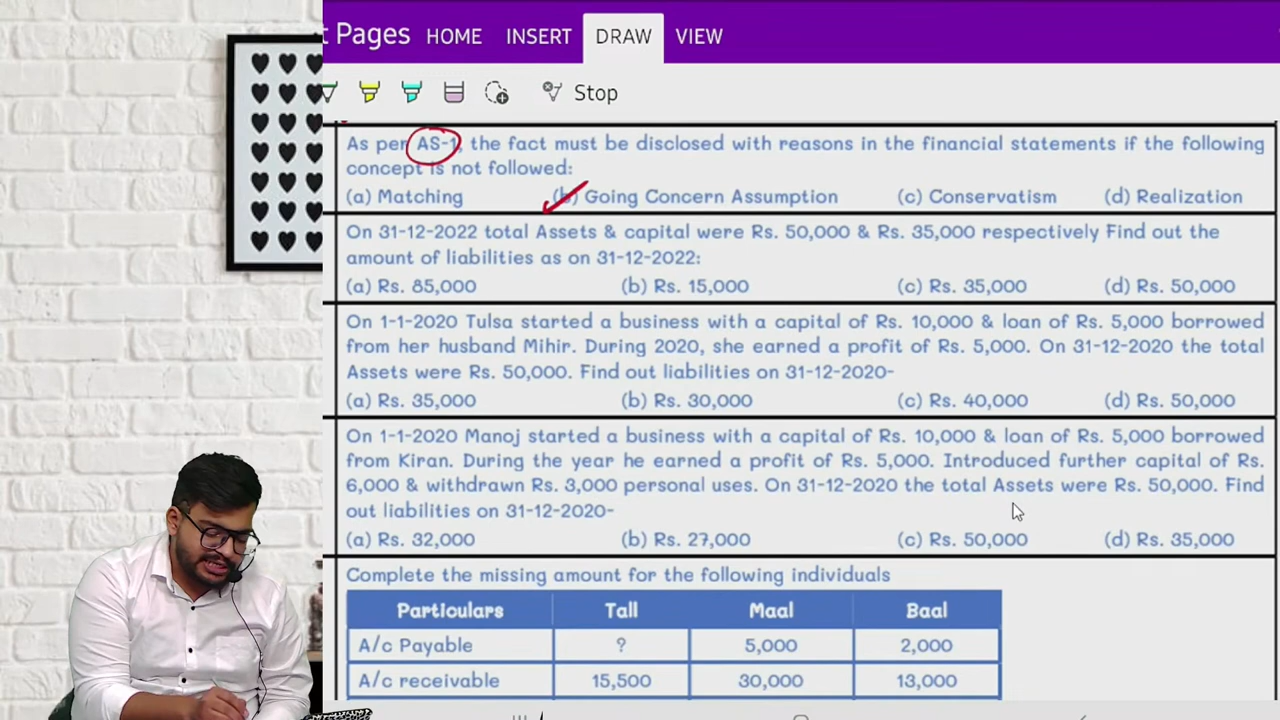 t Pages HOME INSERT DRAW VIEW
Stop
As per AS-1, the fact must be disclosed with reasons in the financial statements if the following
concept is not followed:
(a) Matching (b) Going Concern Assumption (c) Conservatism (d) Realization
On 31-12-2022 total Assets & capital were Rs. 50,000 & Rs. 35,000 respectively Find out the
amount of liabilities as on 31-12-2022:
(a) Rs. 85,000 (b) Rs. 15,000 (c) Rs. 35,000 (d) Rs. 50,000
On 1-1-2020 Tulsa started a business with a capital of Rs. 10,000 & loan of Rs. 5,000 borrowed
from her husband Mihir. During 2020, she earned a profit of Rs. 5,000. On 31-12-2020 the total
Assets were Rs. 50,000. Find out liabilities on 31-12-2020-
(a) Rs. 35,000 (b) Rs. 30,000 (c) Rs. 40,000 (d) Rs. 50,000
On 1-1-2020 Manoj started a business with a capital of Rs. 10,000 & loan of Rs. 5,000 borrowed
from Kiran. During the year he earned a profit of Rs. 5,000. Introduced further capital of Rs.
6,000 & withdrawn Rs. 3,000 personal uses. On 31-12-2020 the total Assets were Rs. 50,000. Find
out liabilities on 31-12-2020-
(a) Rs. 32,000 (b) Rs. 27,000 (c) Rs. 50,000 (d) Rs. 35,000
Complete the missing amount for the following individuals
Particulars Tall Maal Baal
A/c Payable ? 5,000 2,000
A/c receivable 15,500 30,000 13,000